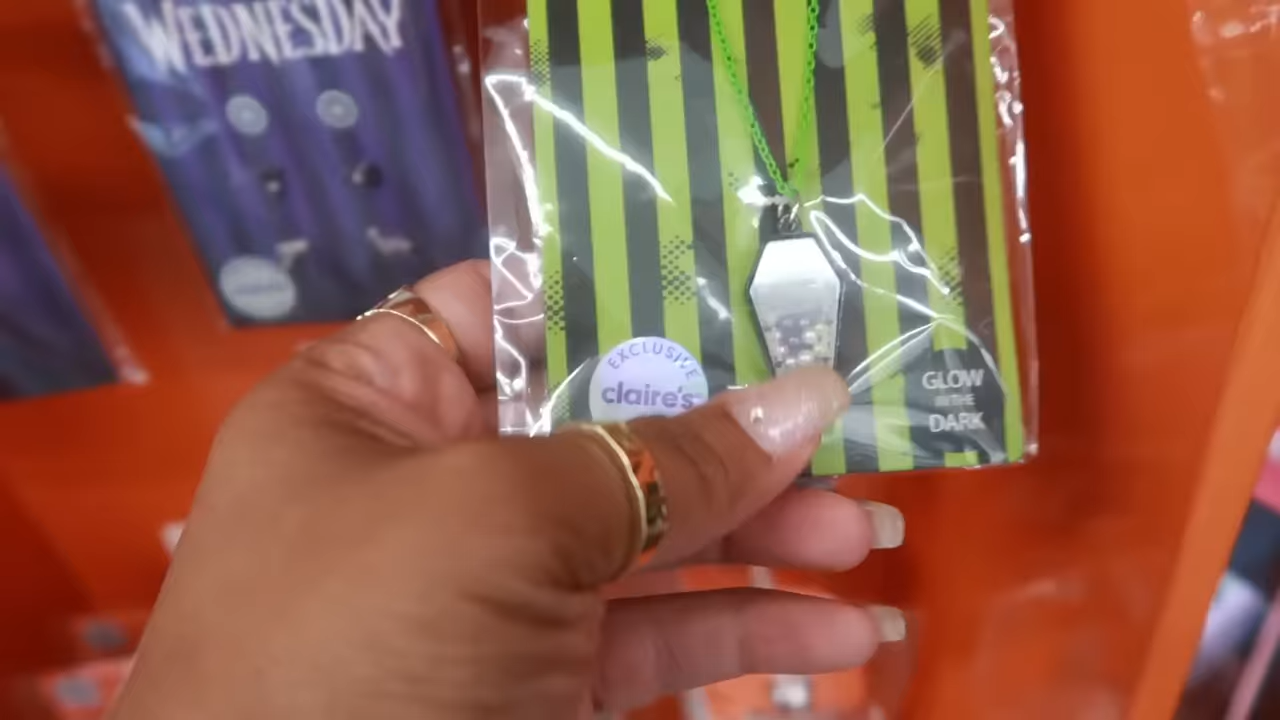 WEDNESDAY
EXCLUSIVE
claire's
GLOW
IN THE
DARK